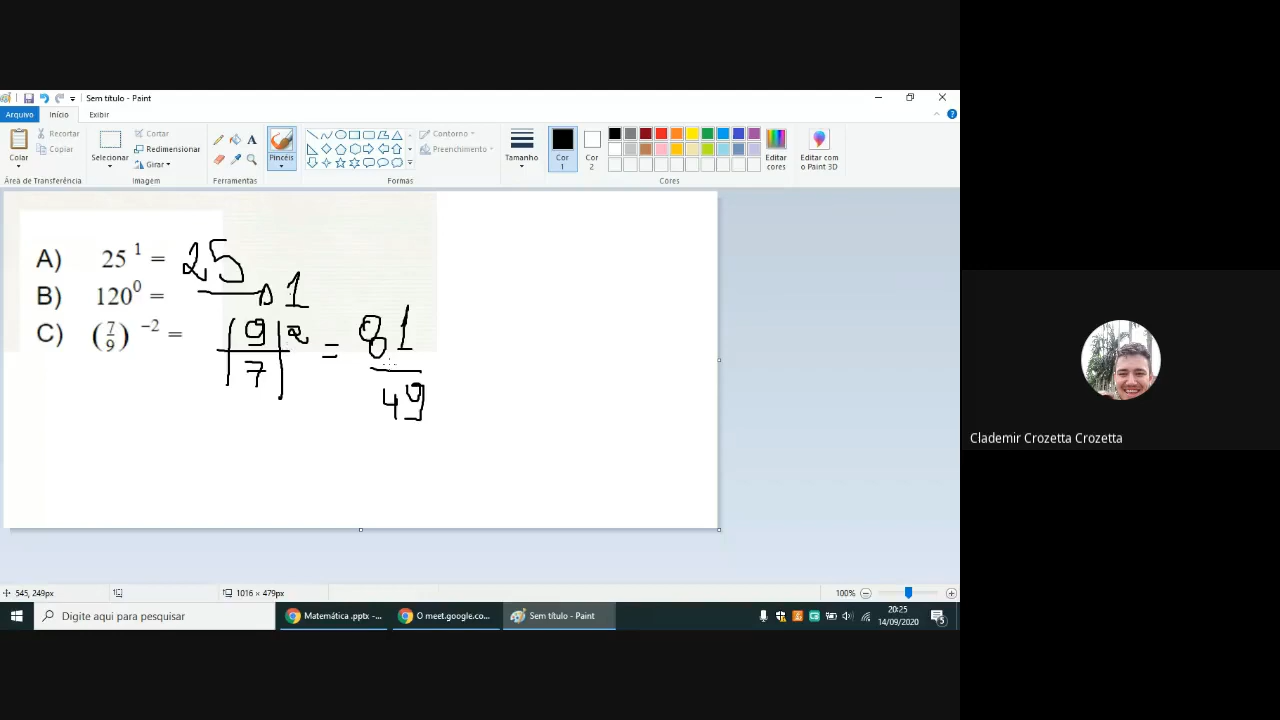 Sem título - Paint
Arquivo Início Exibir
Colar
Recortar
Copiar
Área de Transferência
Selecionar
Cortar
Redimensionar
Girar
Imagem
Ferramentas
Pincéis
Contorno
Preenchimento
Formas
Tamanho
Cor 1
Cor 2
Editar cores
Cores
Editar com o Paint 3D
A) 25 ¹ = 25
B) 120⁰ = 1
C) (7/9) ⁻² = (9/7)² = 81/49
Clademir Crozetta Crozetta
545, 249px
1016 × 479px
100%
Digite aqui para pesquisar
Matemática .pptx -...
O meet.google.co...
Sem título - Paint
20:25
14/09/2020
5